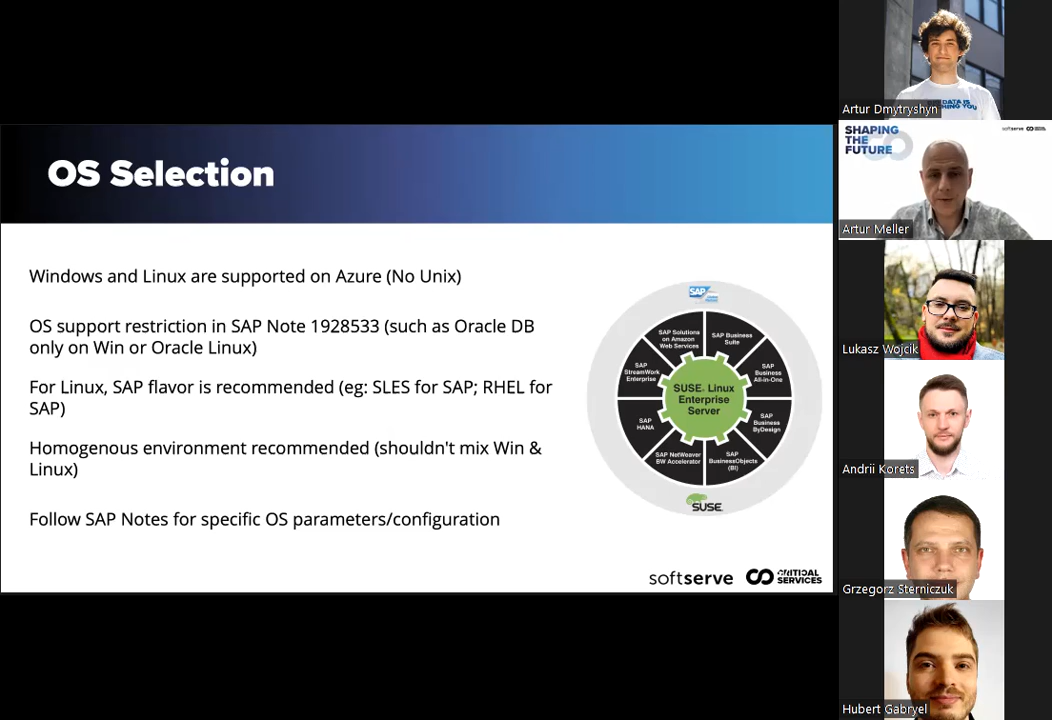 OS Selection
Windows and Linux are supported on Azure (No Unix)
OS support restriction in SAP Note 1928533 (such as Oracle DB
only on Win or Oracle Linux)
For Linux, SAP flavor is recommended (eg: SLES for SAP; RHEL for
SAP)
Homogenous environment recommended (shouldn't mix Win &
Linux)
Follow SAP Notes for specific OS parameters/configuration
SAP
SAP Solutions
on Amazon
Web Services
SAP Business
Suite
SAP
StreamWork
Enterprise
SAP
Business
All-in-One
SUSE. Linux
Enterprise
Server
SAP
HANA
SAP
Business
ByDesign
SAP NetWeaver
BW Accelerator
SAP
BusinessObjects
(BI)
SUSE
softserve
CRITICAL
SERVICES
Artur Dmytryshyn
SHAPING
THE
FUTURE
softserve
Artur Meller
Lukasz Wojcik
Andrii Korets
Grzegorz Sterniczuk
Hubert Gabryel